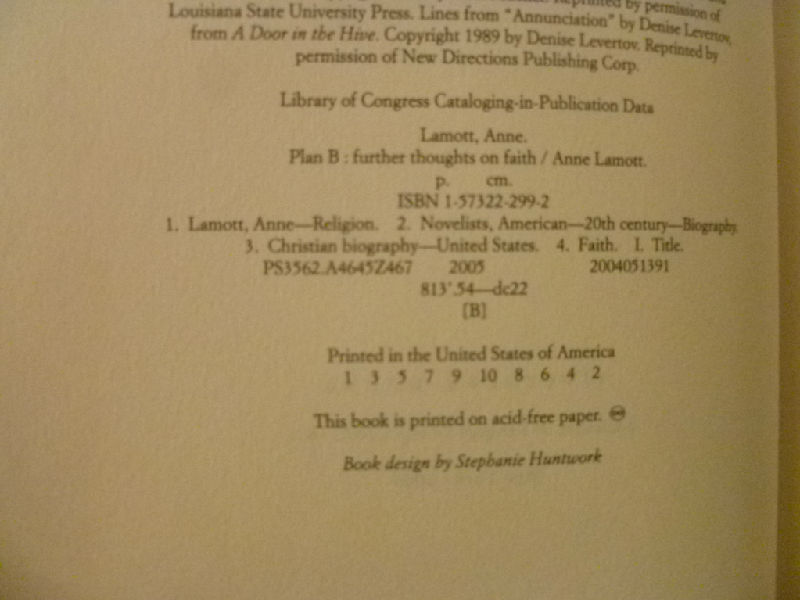 Reprinted by permission of
Louisiana State University Press. Lines from "Annunciation" by Denise Levertov,
from A Door in the Hive. Copyright 1989 by Denise Levertov. Reprinted by
permission of New Directions Publishing Corp.
Library of Congress Cataloging-in-Publication Data
Lamott, Anne.
Plan B : further thoughts on faith / Anne Lamott.
p. cm.
ISBN 1-57322-299-2
1. Lamott, Anne—Religion. 2. Novelists, American—20th century—Biography.
3. Christian biography—United States. 4. Faith. I. Title.
PS3562.A4645Z467 2005 2004051391
813'.54—dc22
[B]
Printed in the United States of America
1 3 5 7 9 10 8 6 4 2
This book is printed on acid-free paper. ♾
Book design by Stephanie Huntwork